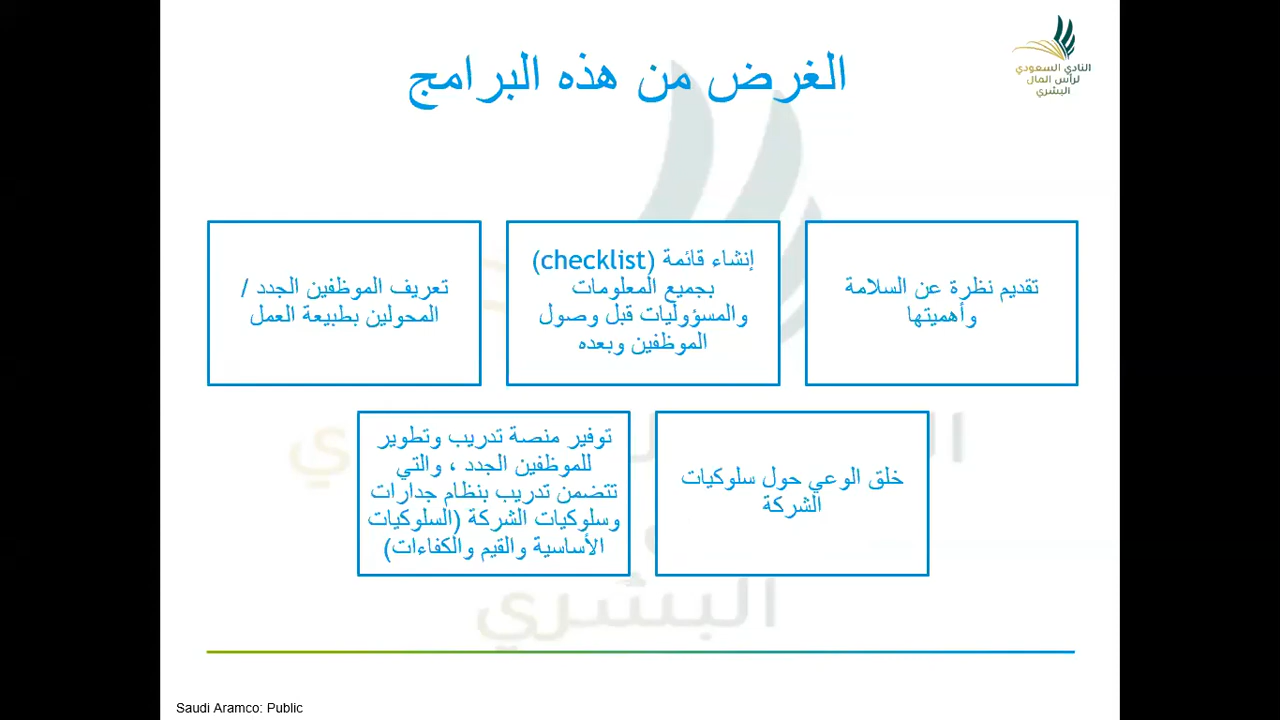 الغرض من هذه البرامج
النادي السعودي
لرأس المال
البشري
تقديم نظرة عن السلامة
وأهميتها
إنشاء قائمة (checklist)
بجميع المعلومات
والمسؤوليات قبل وصول
الموظفين وبعده
تعريف الموظفين الجدد /
المحولين بطبيعة العمل
خلق الوعي حول سلوكيات
الشركة
توفير منصة تدريب وتطوير
للموظفين الجدد ، والتي
تتضمن تدريب بنظام جدارات
وسلوكيات الشركة (السلوكيات
الأساسية والقيم والكفاءات)
البشري
Saudi Aramco: Public